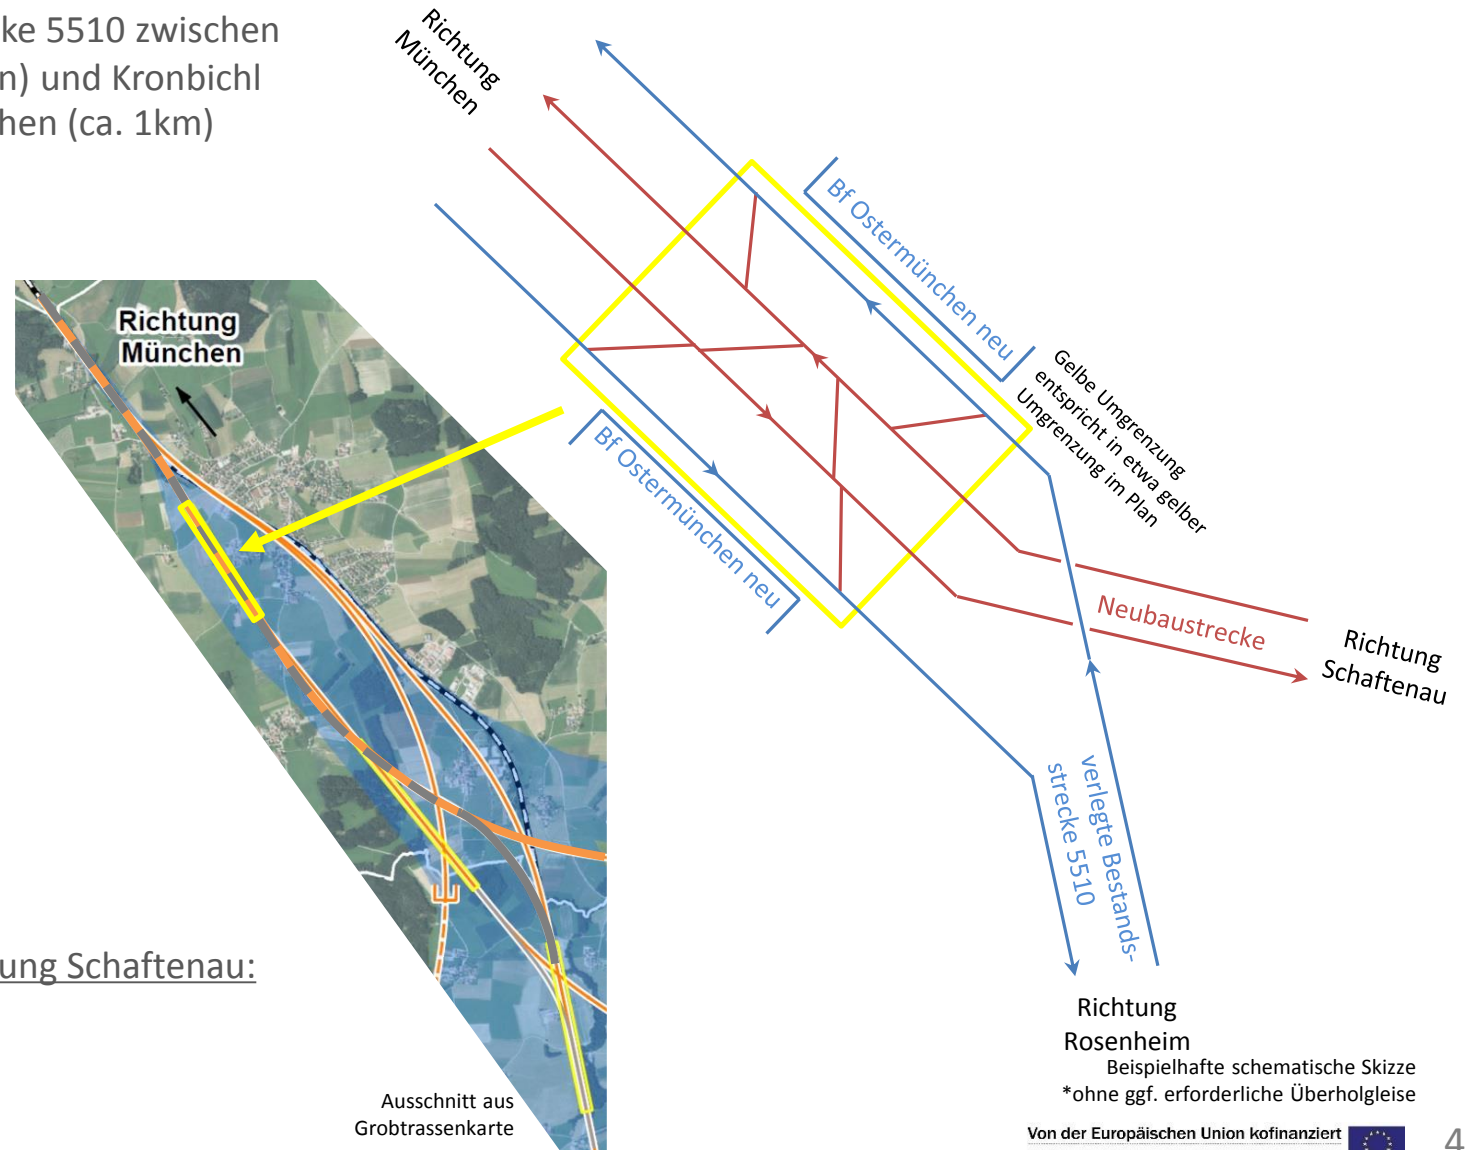 ke 5510 zwischen
n) und Kronbichl
hen (ca. 1km)
Richtung
München
Bf Ostermünchen neu
Gelbe Umgrenzung
entspricht in etwa gelber
Umgrenzung im Plan
Richtung
München
Bf Ostermünchen neu
Neubaustrecke
Richtung
Schaftenau
verlegte Bestands-
strecke 5510
ung Schaftenau:
Richtung
Rosenheim
Beispielhafte schematische Skizze
*ohne ggf. erforderliche Überholgleise
Ausschnitt aus
Grobtrassenkarte
Von der Europäischen Union kofinanziert
4